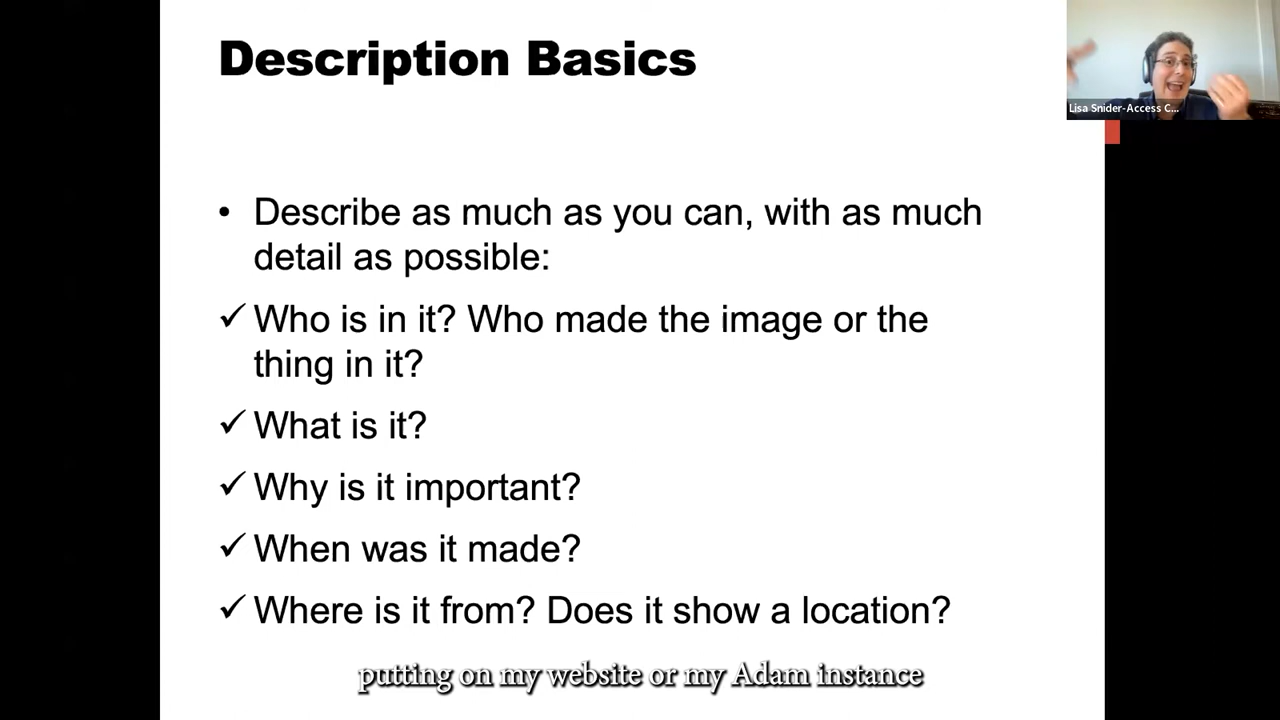 Description Basics
Lisa Snider-Access C...
• Describe as much as you can, with as much
detail as possible:
✓ Who is in it? Who made the image or the
thing in it?
✓ What is it?
✓ Why is it important?
✓ When was it made?
✓ Where is it from? Does it show a location?
putting on my website or my Adam instance